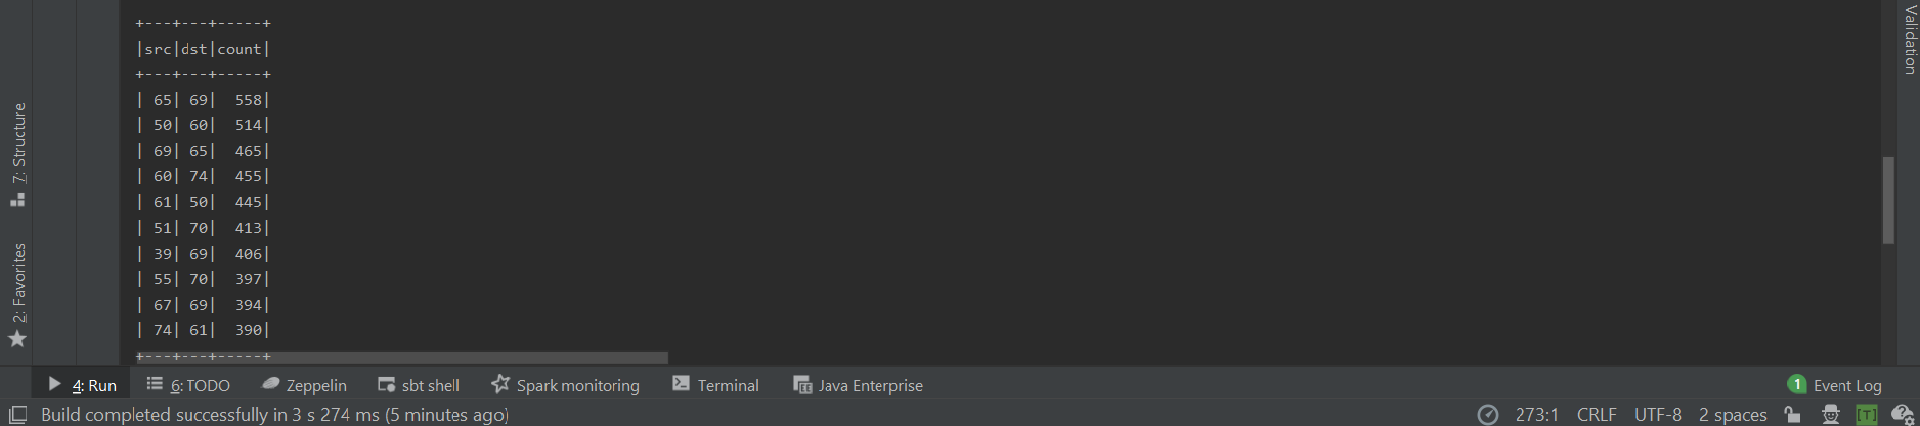 +---+---+-----+
|src|dst|count|
+---+---+-----+
| 65| 69|  558|
| 50| 60|  514|
| 69| 65|  465|
| 60| 74|  455|
| 61| 50|  445|
| 51| 70|  413|
| 39| 69|  406|
| 55| 70|  397|
| 67| 69|  394|
| 74| 61|  390|
+---+---+-----+
7: Structure
2: Favorites
Validation
4: Run 6: TODO Zeppelin sbt shell Spark monitoring Terminal EE Java Enterprise 1 Event Log
Build completed successfully in 3 s 274 ms (5 minutes ago) 273:1 CRLF UTF-8 2 spaces [T]